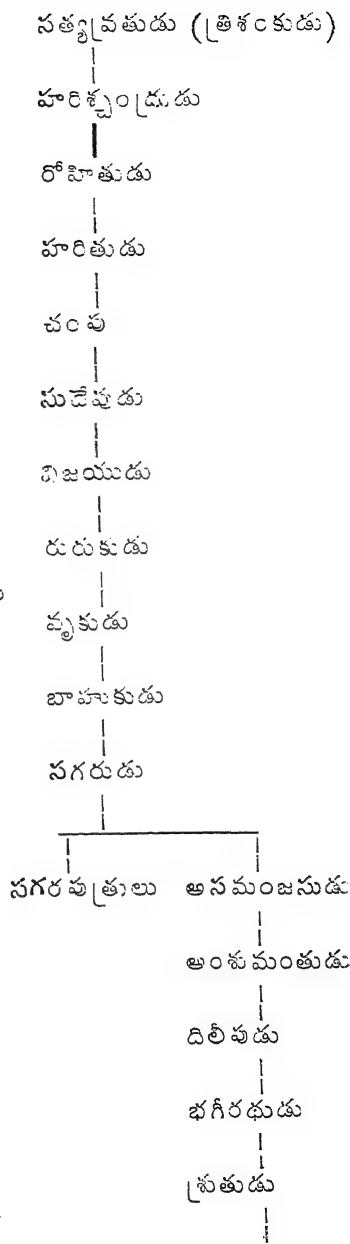 సత్యవ్రతుడు (త్రిశంకుడు)
హరిశ్చంద్రుడు
రోహితుడు
హరితుడు
చంపు
సుదేవుడు
విజయుడు
రురుకుడు
వృకుడు
బాహుకుడు
సగరుడు
సగరపుత్రులు అసమంజసుడు
అంశుమంతుడు
దిలీపుడు
భగీరథుడు
శ్రుతుడు